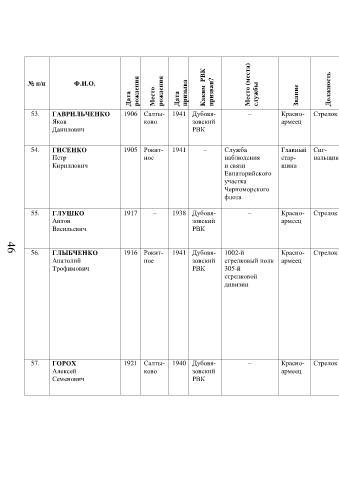 № п/п Ф.И.О. Дата рождения Место рождения Дата призыва Каким РВК призван? Место (места) службы Звание Должность
53. ГАВРИЛЬЧЕНКО 1906 Салты- 1941 Дубовя- – Красно- Стрелок
Яков ково зовский армеец
Данилович РВК
54. ГИСЕНКО 1905 Рокит- 1941 – Служба Главный Сиг-
Петр ное наблюдения стар- нальщик
Кириллович и связи шина
Евпаторийского
участка
Черноморского
флота
55. ГЛУШКО 1917 – 1938 Дубовя- – Красно- Стрелок
Антон зовский армеец
Васильевич РВК
46
56. ГЛЫБЧЕНКО 1916 Рокит- 1941 Дубовя- 1002-й Красно- Стрелок
Анатолий ное зовский стрелковый полк армеец
Трофимович РВК 305-й
стрелковой
дивизии
57. ГОРОХ 1921 Салты- 1940 Дубовя- – Красно- Стрелок
Алексей ково зовский армеец
Семенович РВК